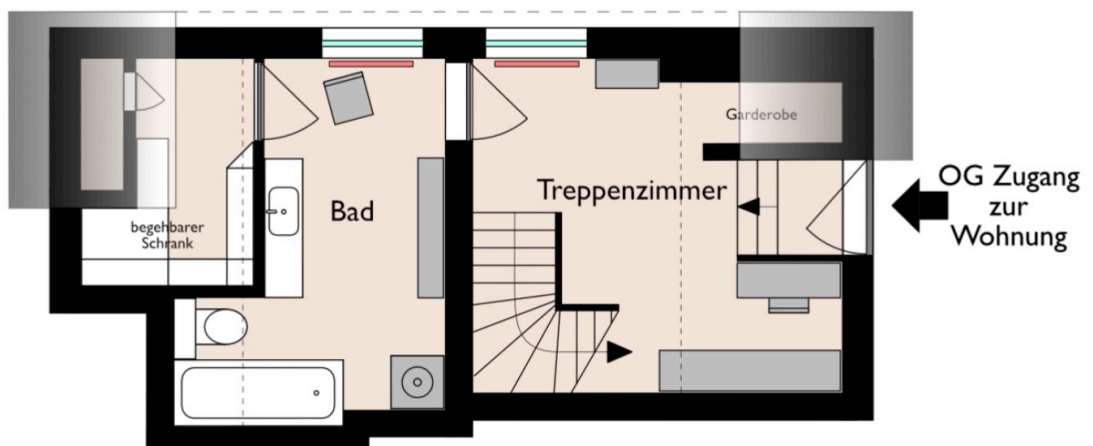 Garderobe
OG Zugang
zur
Wohnung
Treppenzimmer
Bad
begehbarer
Schrank